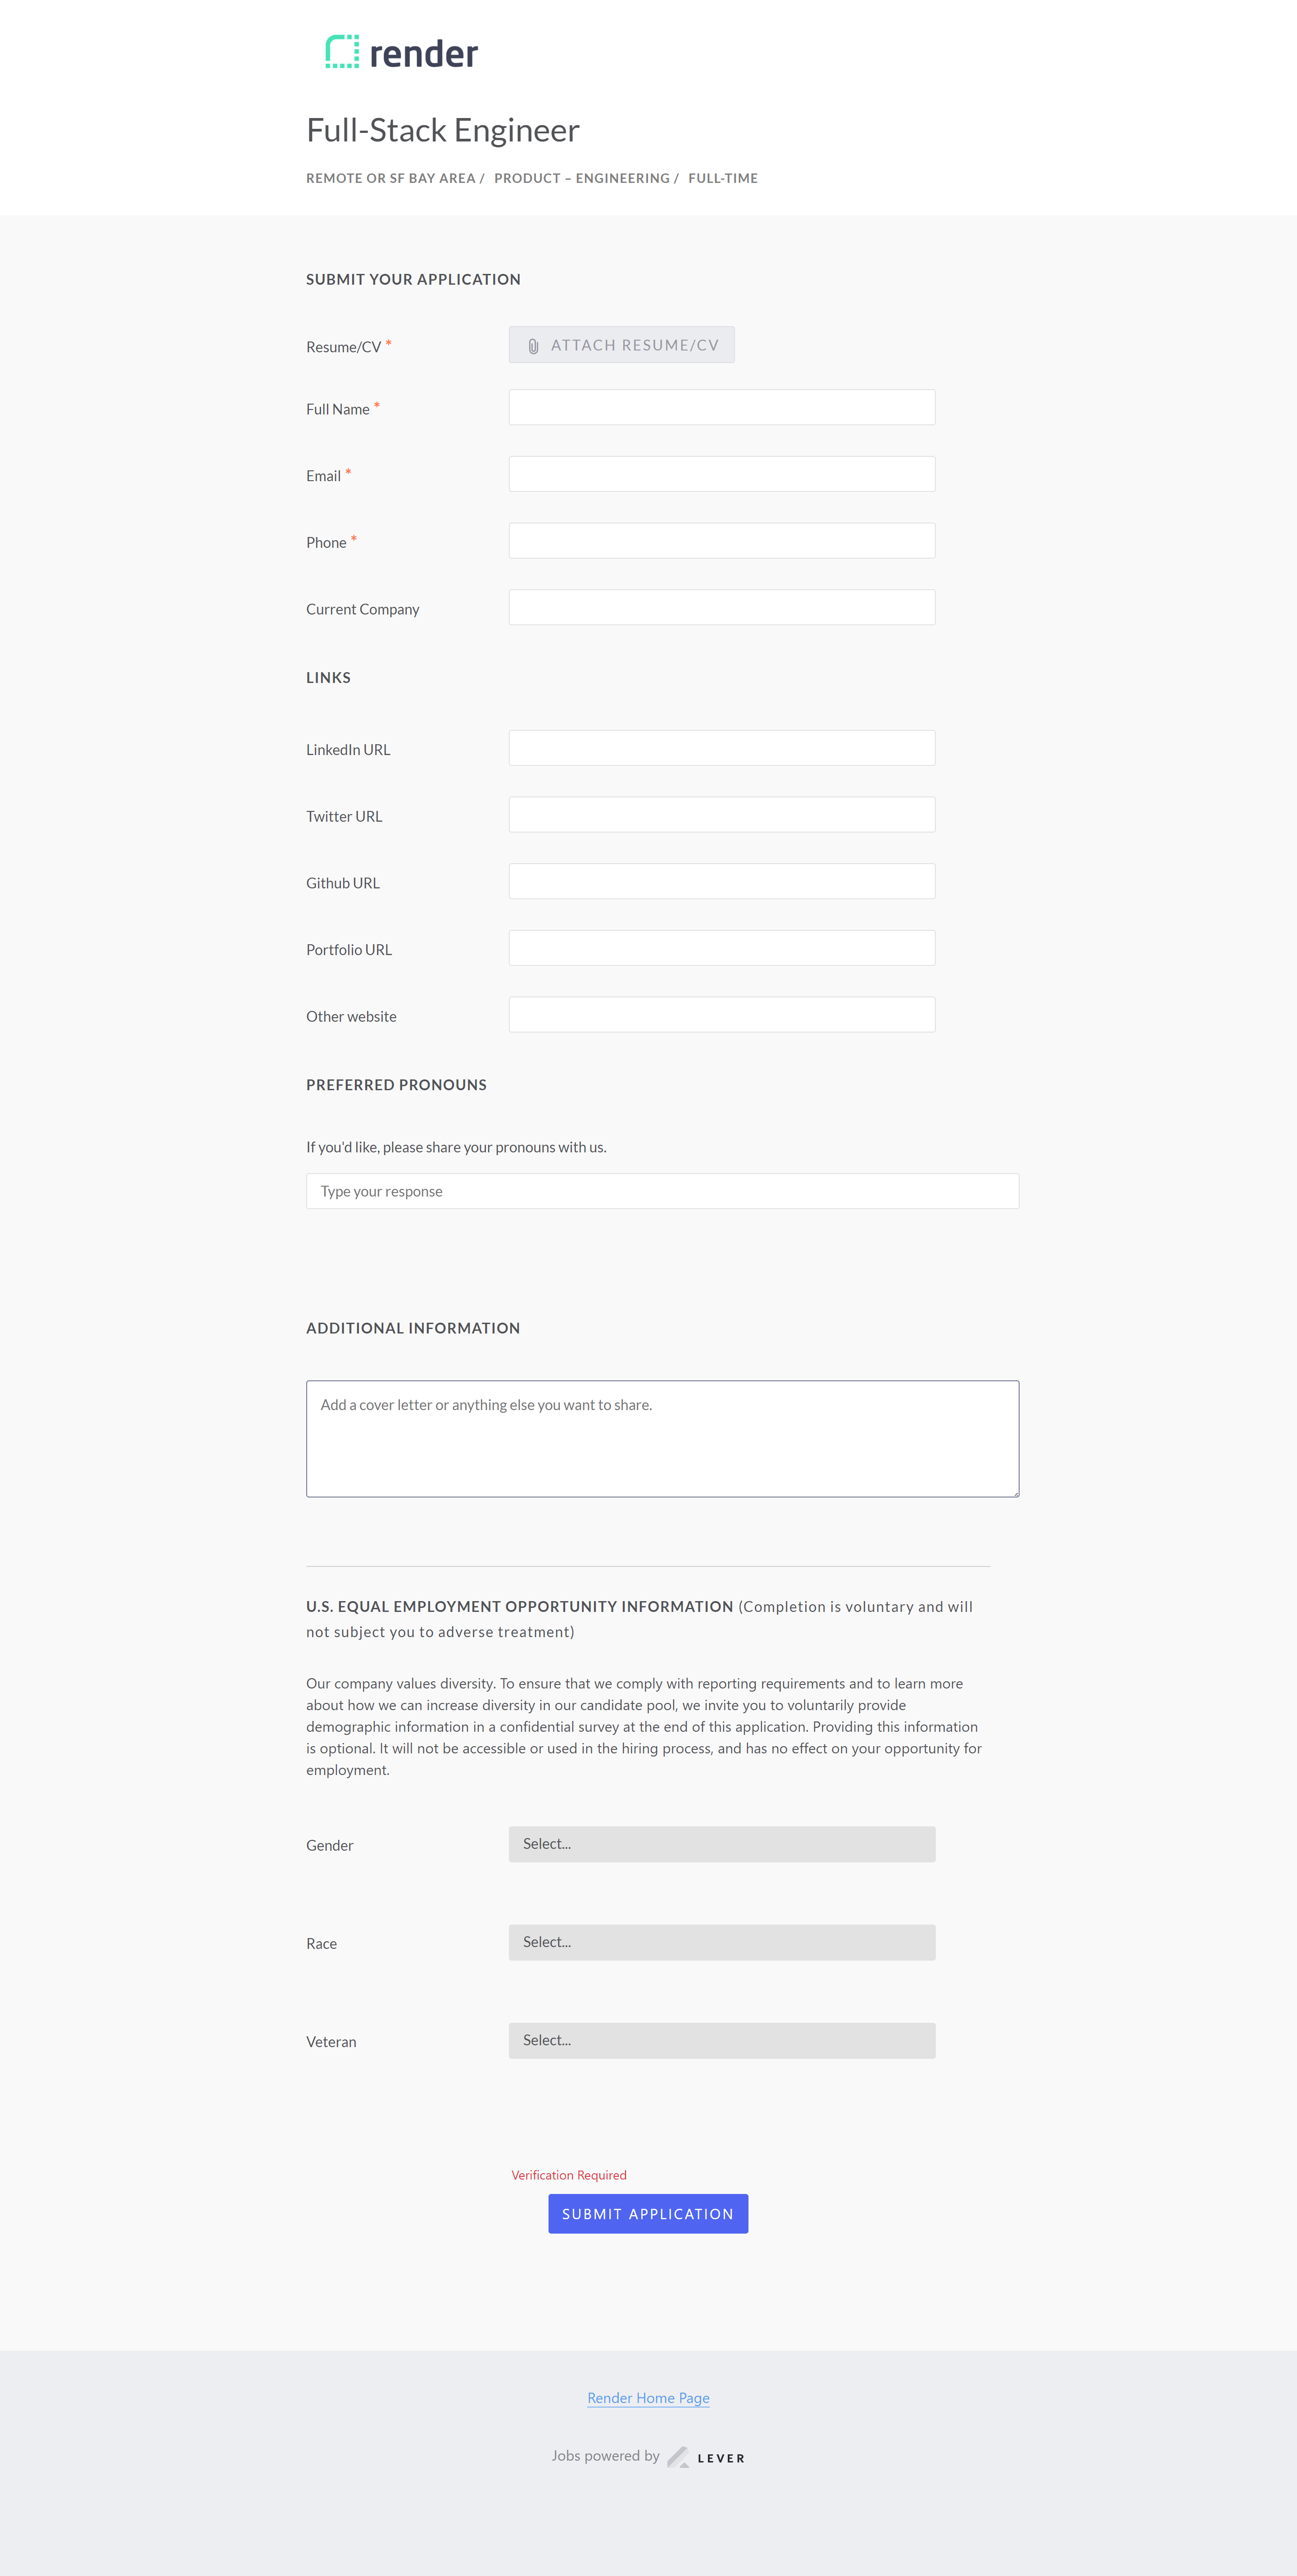 render
Full-Stack Engineer
REMOTE OR SF BAY AREA / PRODUCT – ENGINEERING / FULL-TIME
SUBMIT YOUR APPLICATION
Resume/CV *
ATTACH RESUME/CV
Full Name *
Email *
Phone *
Current Company
LINKS
LinkedIn URL
Twitter URL
Github URL
Portfolio URL
Other website
PREFERRED PRONOUNS
If you'd like, please share your pronouns with us.
Type your response
ADDITIONAL INFORMATION
Add a cover letter or anything else you want to share.
U.S. EQUAL EMPLOYMENT OPPORTUNITY INFORMATION (Completion is voluntary and will
not subject you to adverse treatment)
Our company values diversity. To ensure that we comply with reporting requirements and to learn more
about how we can increase diversity in our candidate pool, we invite you to voluntarily provide
demographic information in a confidential survey at the end of this application. Providing this information
is optional. It will not be accessible or used in the hiring process, and has no effect on your opportunity for
employment.
Gender
Select...
Race
Select...
Veteran
Select...
Verification Required
SUBMIT APPLICATION
Render Home Page
Jobs powered by LEVER